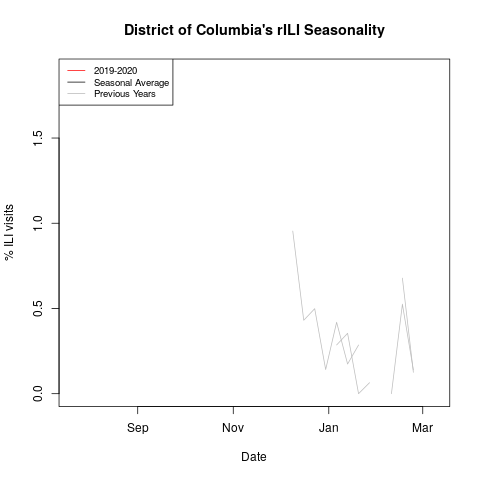 District of Columbia's rILI Seasonality
2019-2020
Seasonal Average
Previous Years
% ILI visits
1.5
1.0
0.5
0.0
Sep Nov Jan Mar
Date